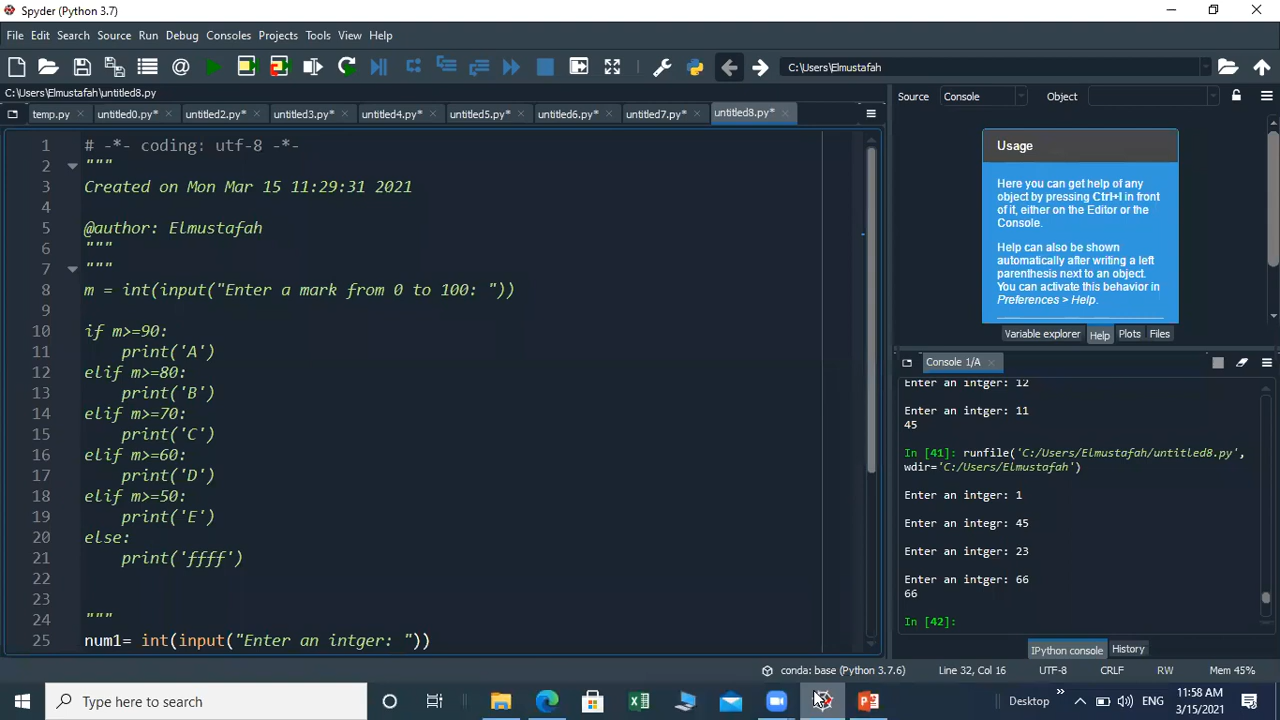 Spyder (Python 3.7)
File Edit Search Source Run Debug Consoles Projects Tools View Help
C:\Users\Elmustafah
C:\Users\Elmustafah\untitled8.py
temp.py untitled0.py* untitled2.py* untitled3.py* untitled4.py* untitled5.py* untitled6.py* untitled7.py* untitled8.py*
1 # -*- coding: utf-8 -*-
2 """
3 Created on Mon Mar 15 11:29:31 2021
4
5 @author: Elmustafah
6 """
7 """
8 m = int(input("Enter a mark from 0 to 100: "))
9
10 if m>=90:
11 print('A')
12 elif m>=80:
13 print('B')
14 elif m>=70:
15 print('C')
16 elif m>=60:
17 print('D')
18 elif m>=50:
19 print('E')
20 else:
21 print('ffff')
22
23
24 """
25 num1= int(input("Enter an intger: "))
Source Console Object
Usage
Here you can get help of any
object by pressing Ctrl+I in front
of it, either on the Editor or the
Console.
Help can also be shown
automatically after writing a left
parenthesis next to an object.
You can activate this behavior in
Preferences > Help.
Variable explorer Help Plots Files
Console 1/A
Enter an intger: 12
Enter an intger: 11
45
In [41]: runfile('C:/Users/Elmustafah/untitled8.py',
wdir='C:/Users/Elmustafah')
Enter an intger: 1
Enter an integr: 45
Enter an intger: 23
Enter an intger: 66
66
In [42]:
IPython console History
conda: base (Python 3.7.6) Line 32, Col 16 UTF-8 CRLF RW Mem 45%
Type here to search
Desktop
11:58 AM
3/15/2021